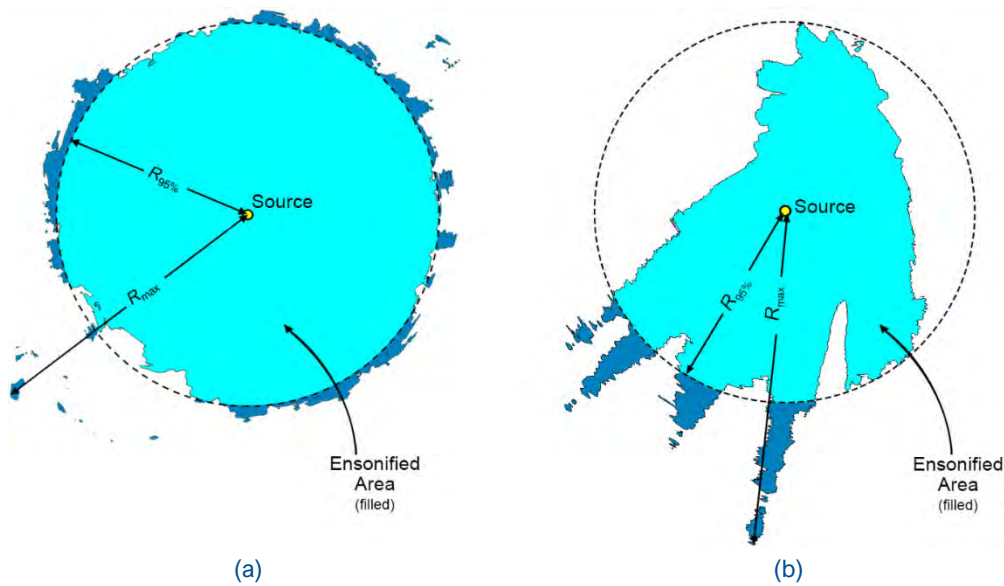 R95%
Source
Rmax
Ensonified
Area
(filled)
(a)
Source
R95%
Rmax
Ensonified
Area
(filled)
(b)